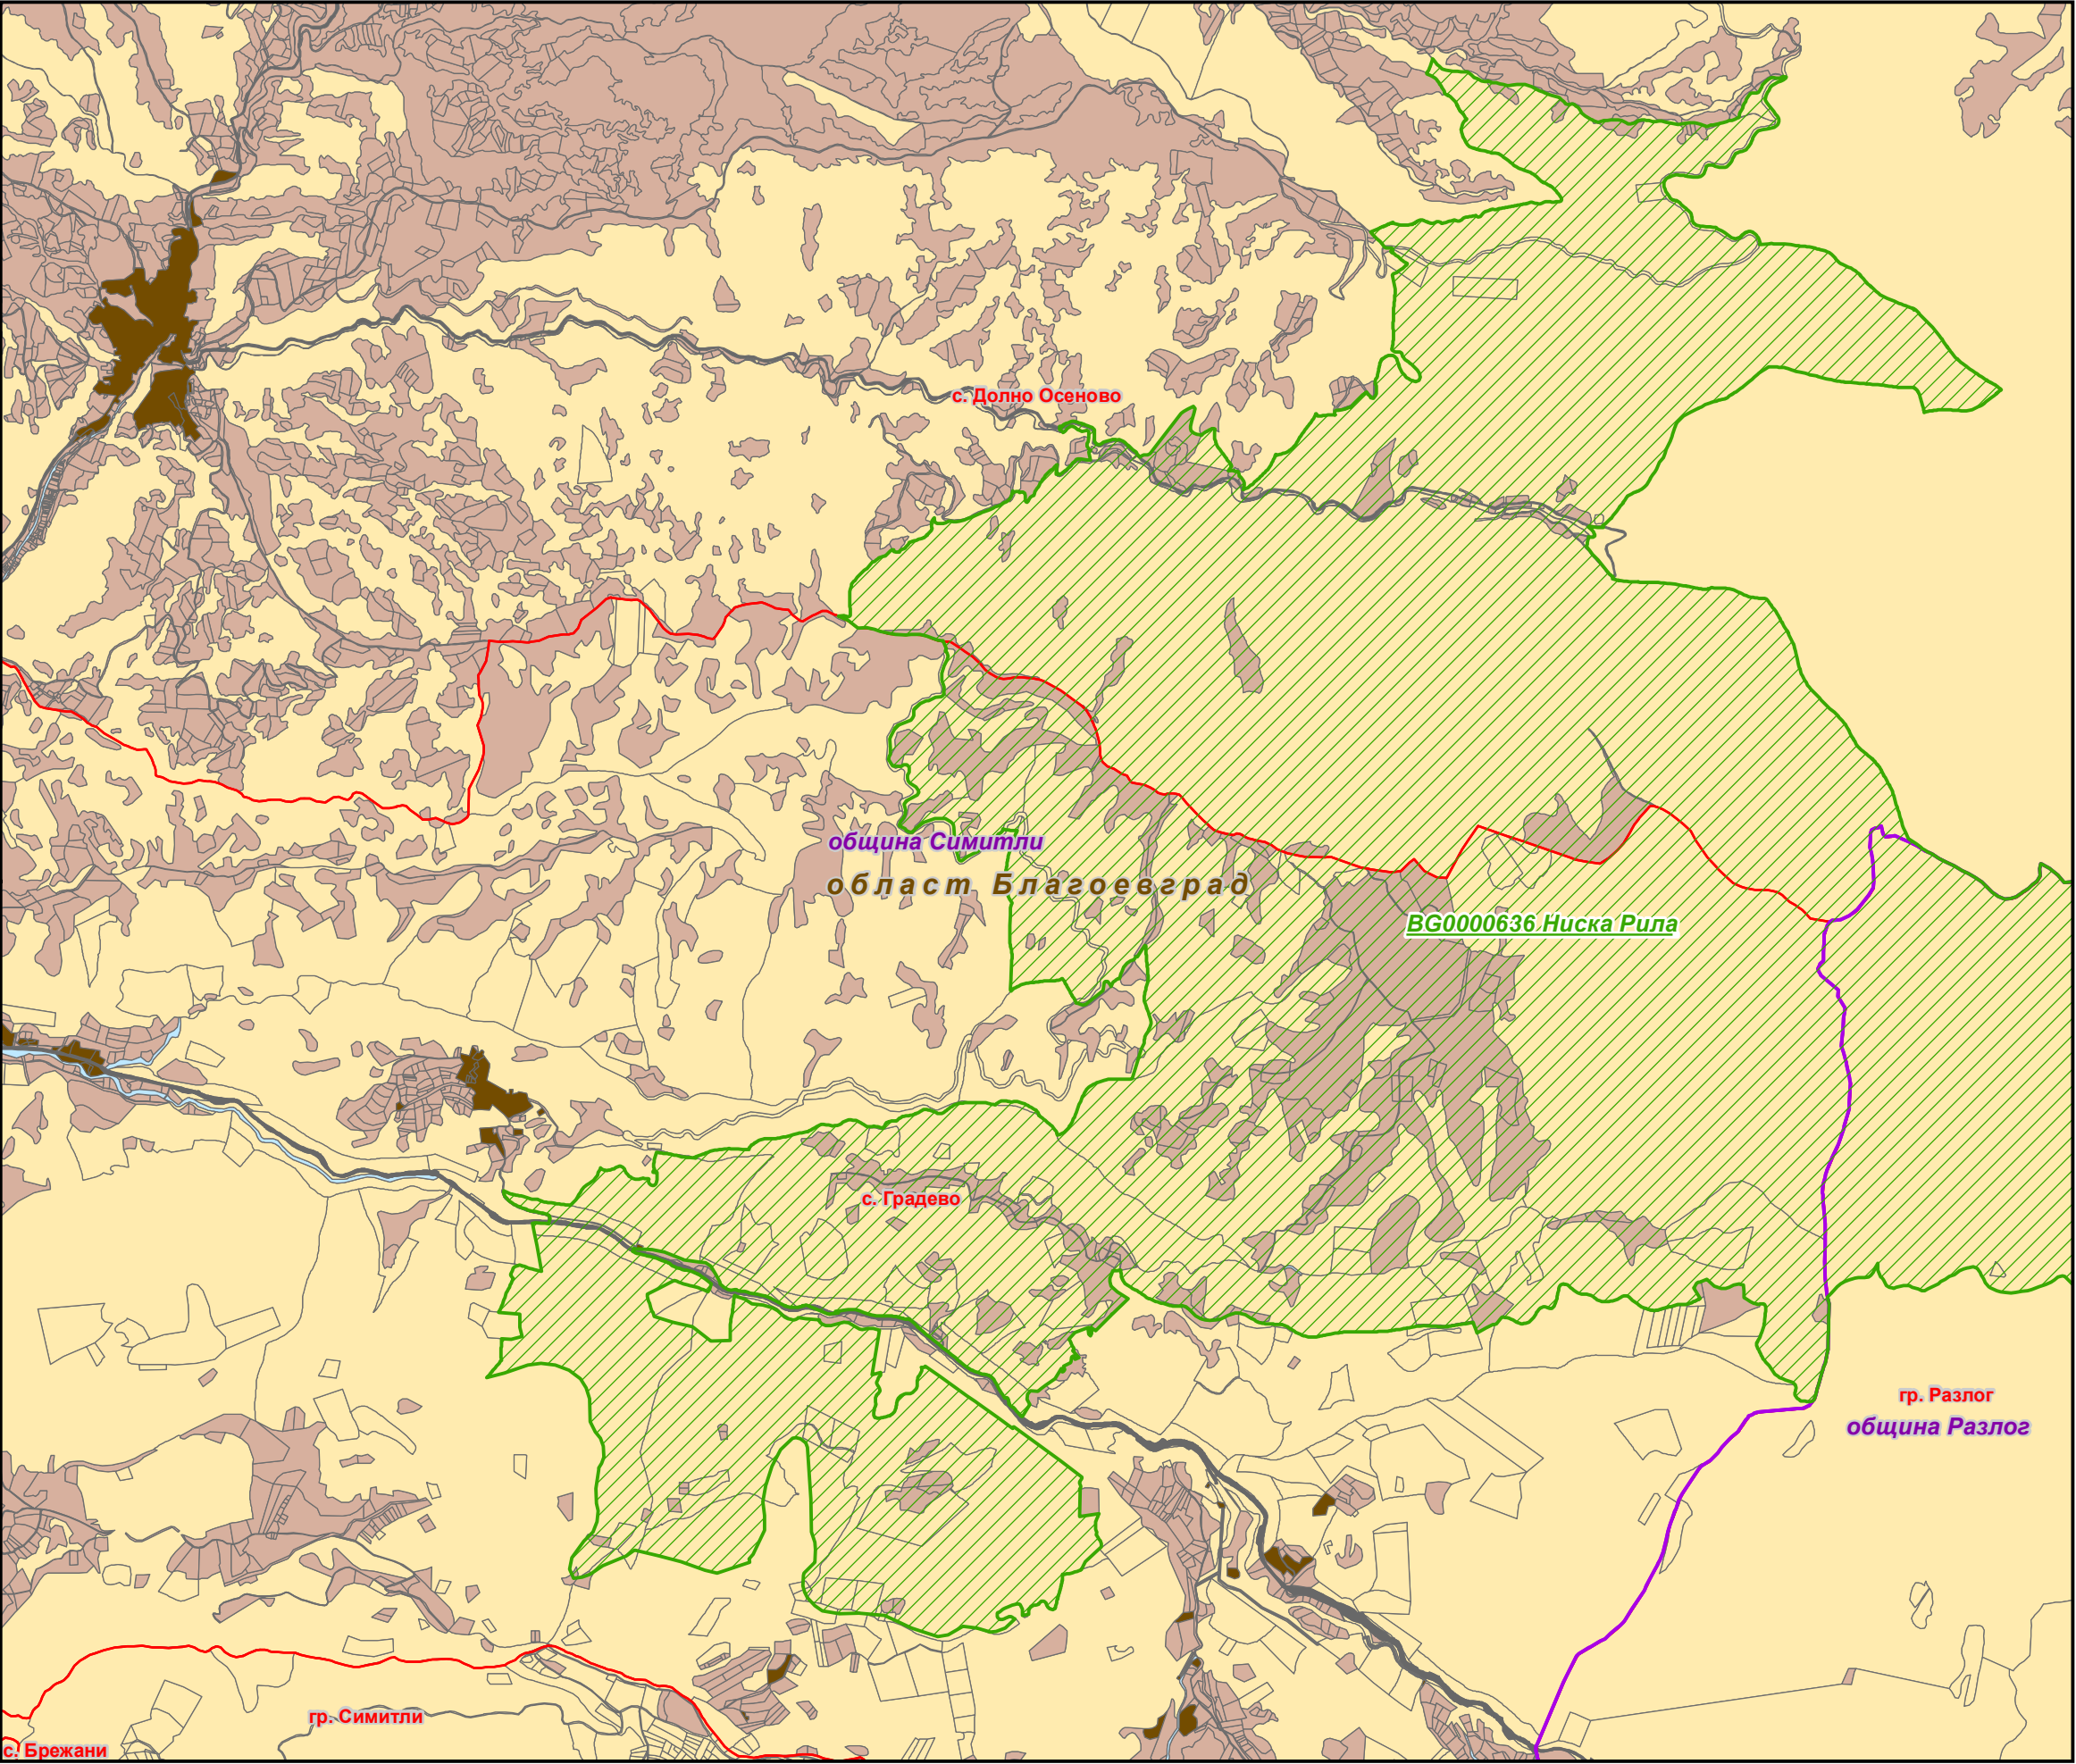 с. Долно Осеново
община Симитли
област Благоевград
BG0000636 Ниска Рила
с. Градево
гр. Разлог
община Разлог
гр. Симитли
с. Брежани